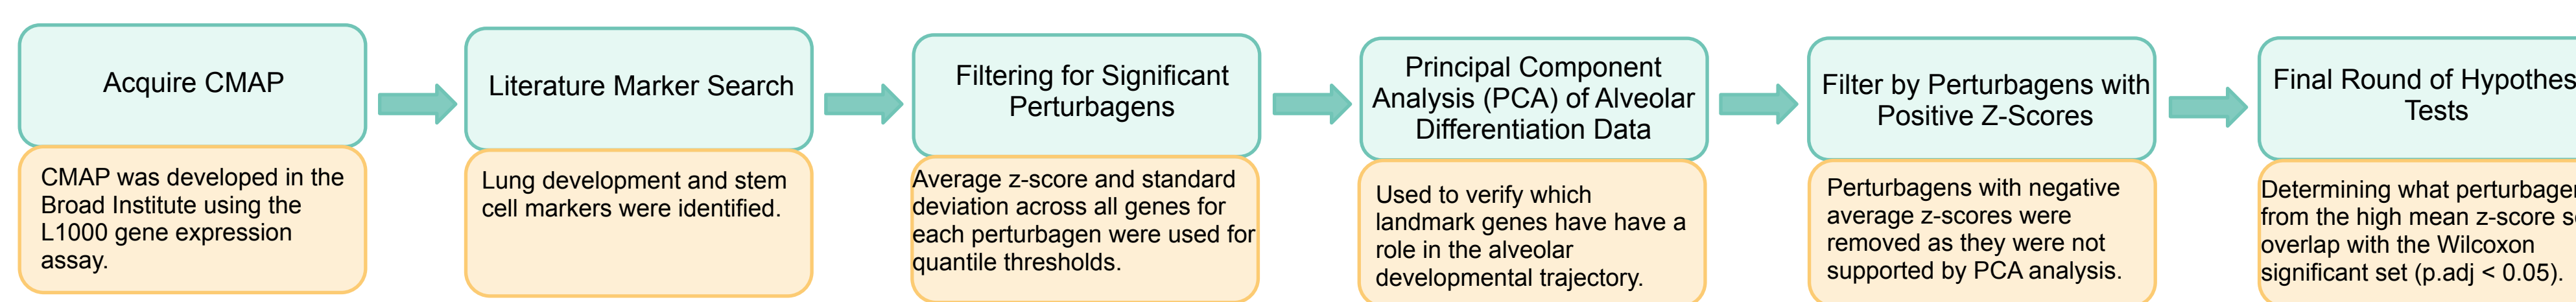 Acquire CMAP
CMAP was developed in the
Broad Institute using the
L1000 gene expression
assay.
Literature Marker Search
Lung development and stem
cell markers were identified.
Filtering for Significant
Perturbagens
Average z-score and standard
deviation across all genes for
each perturbagen were used for
quantile thresholds.
Principal Component
Analysis (PCA) of Alveolar
Differentiation Data
Used to verify which
landmark genes have have a
role in the alveolar
developmental trajectory.
Filter by Perturbagens with
Positive Z-Scores
Perturbagens with negative
average z-scores were
removed as they were not
supported by PCA analysis.
Final Round of
Tests
Determining what
from the high mean z-score
overlap with the Wilcoxon
significant set (p.adj < 0.05).